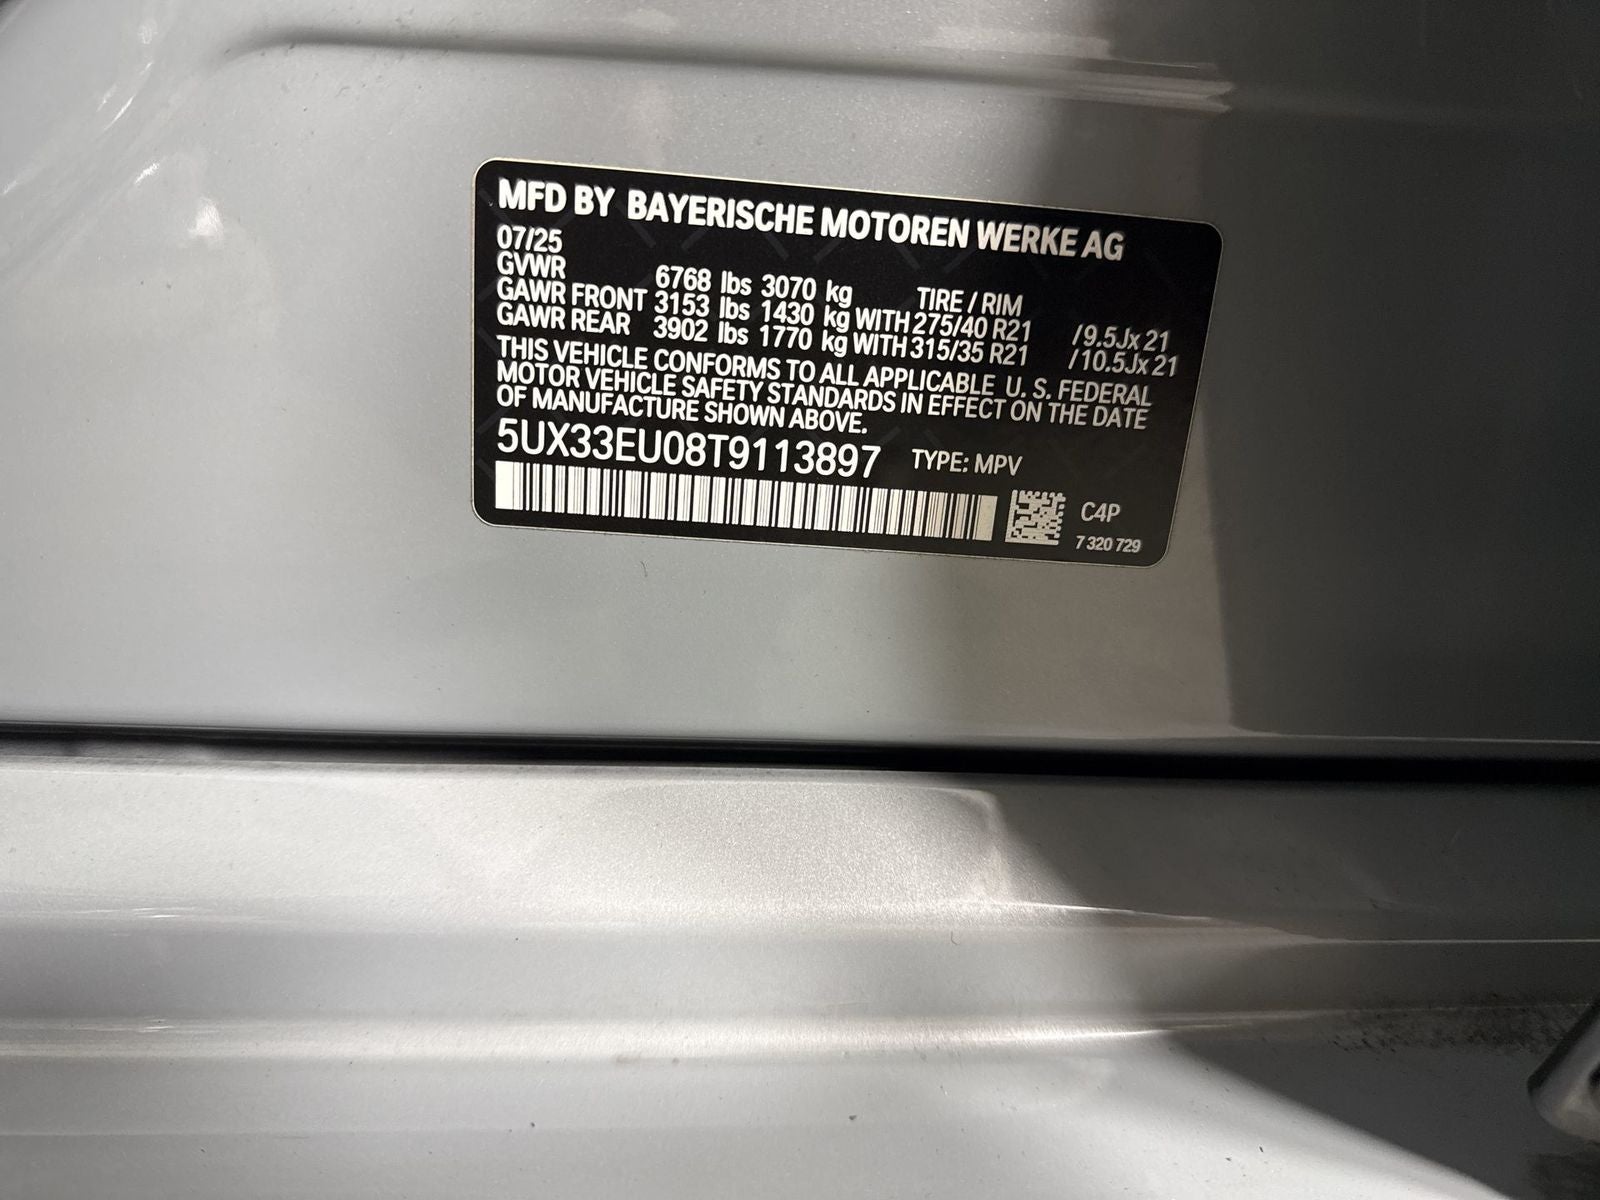 MFD BY BAYERISCHE MOTOREN WERKE AG
07/25
GVWR 6768 lbs 3070 kg TIRE / RIM
GAWR FRONT 3153 lbs 1430 kg WITH 275/40 R21 /9.5Jx21
GAWR REAR 3902 lbs 1770 kg WITH 315/35 R21 /10.5Jx21
THIS VEHICLE CONFORMS TO ALL APPLICABLE U. S. FEDERAL
MOTOR VEHICLE SAFETY STANDARDS IN EFFECT ON THE DATE
OF MANUFACTURE SHOWN ABOVE.
5UX33EU08T9113897 TYPE: MPV
C4P
7 320 729